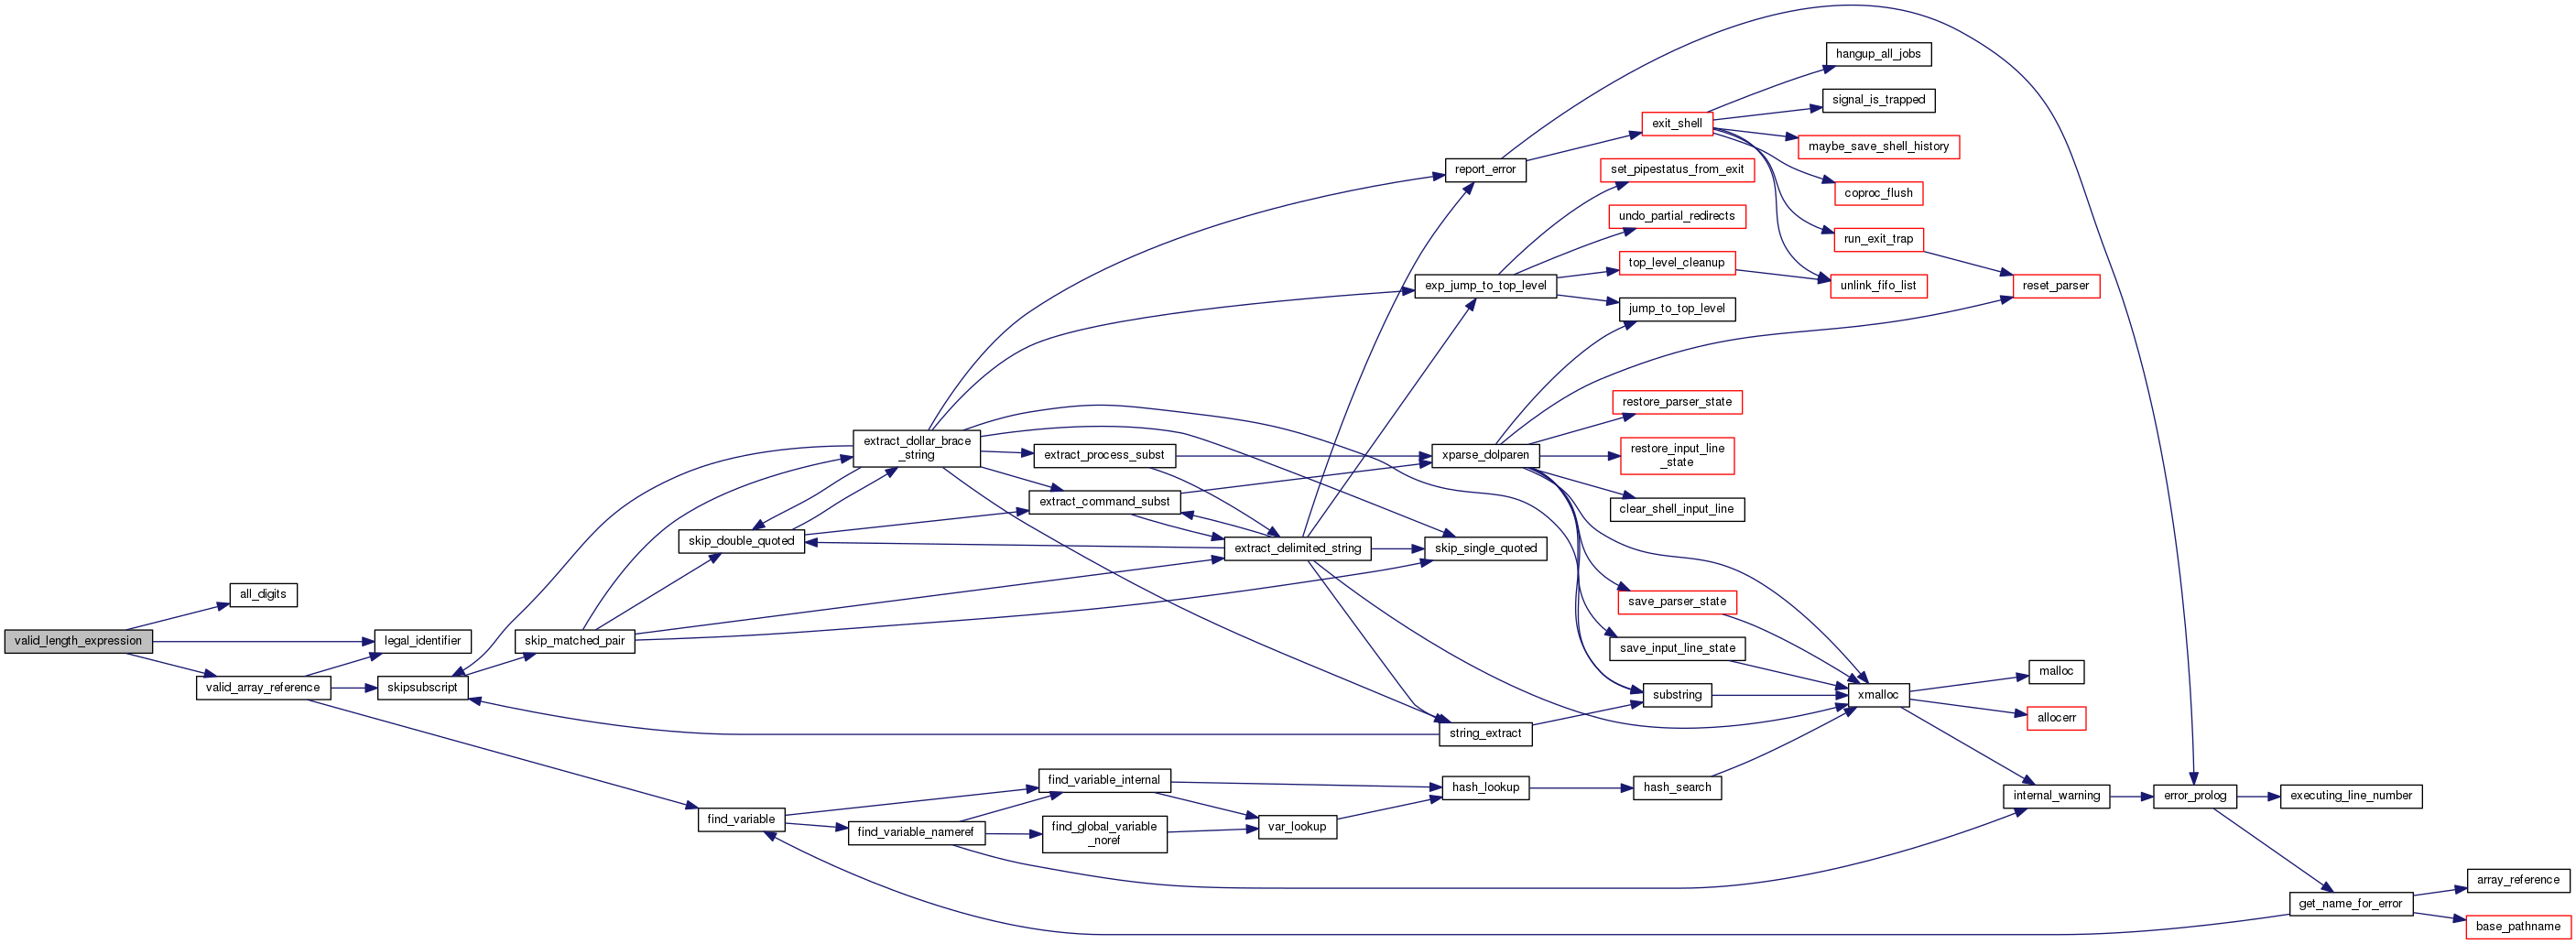 hangup_all_jobs
signal_is_trapped
exit_shell
maybe_save_shell_history
report_error
set_pipestatus_from_exit
coproc_flush
undo_partial_redirects
run_exit_trap
top_level_cleanup
exp_jump_to_top_level
unlink_fifo_list
reset_parser
jump_to_top_level
restore_parser_state
extract_dollar_brace
_string
extract_process_subst
xparse_dolparen
restore_input_line
_state
extract_command_subst
clear_shell_input_line
skip_double_quoted
extract_delimited_string
skip_single_quoted
all_digits
save_parser_state
valid_length_expression
legal_identifier
skip_matched_pair
save_input_line_state
malloc
valid_array_reference
skipsubscript
substring
xmalloc
allocerr
string_extract
find_variable_internal
hash_lookup
hash_search
internal_warning
error_prolog
executing_line_number
find_variable
find_variable_nameref
find_global_variable
_noref
var_lookup
array_reference
get_name_for_error
base_pathname